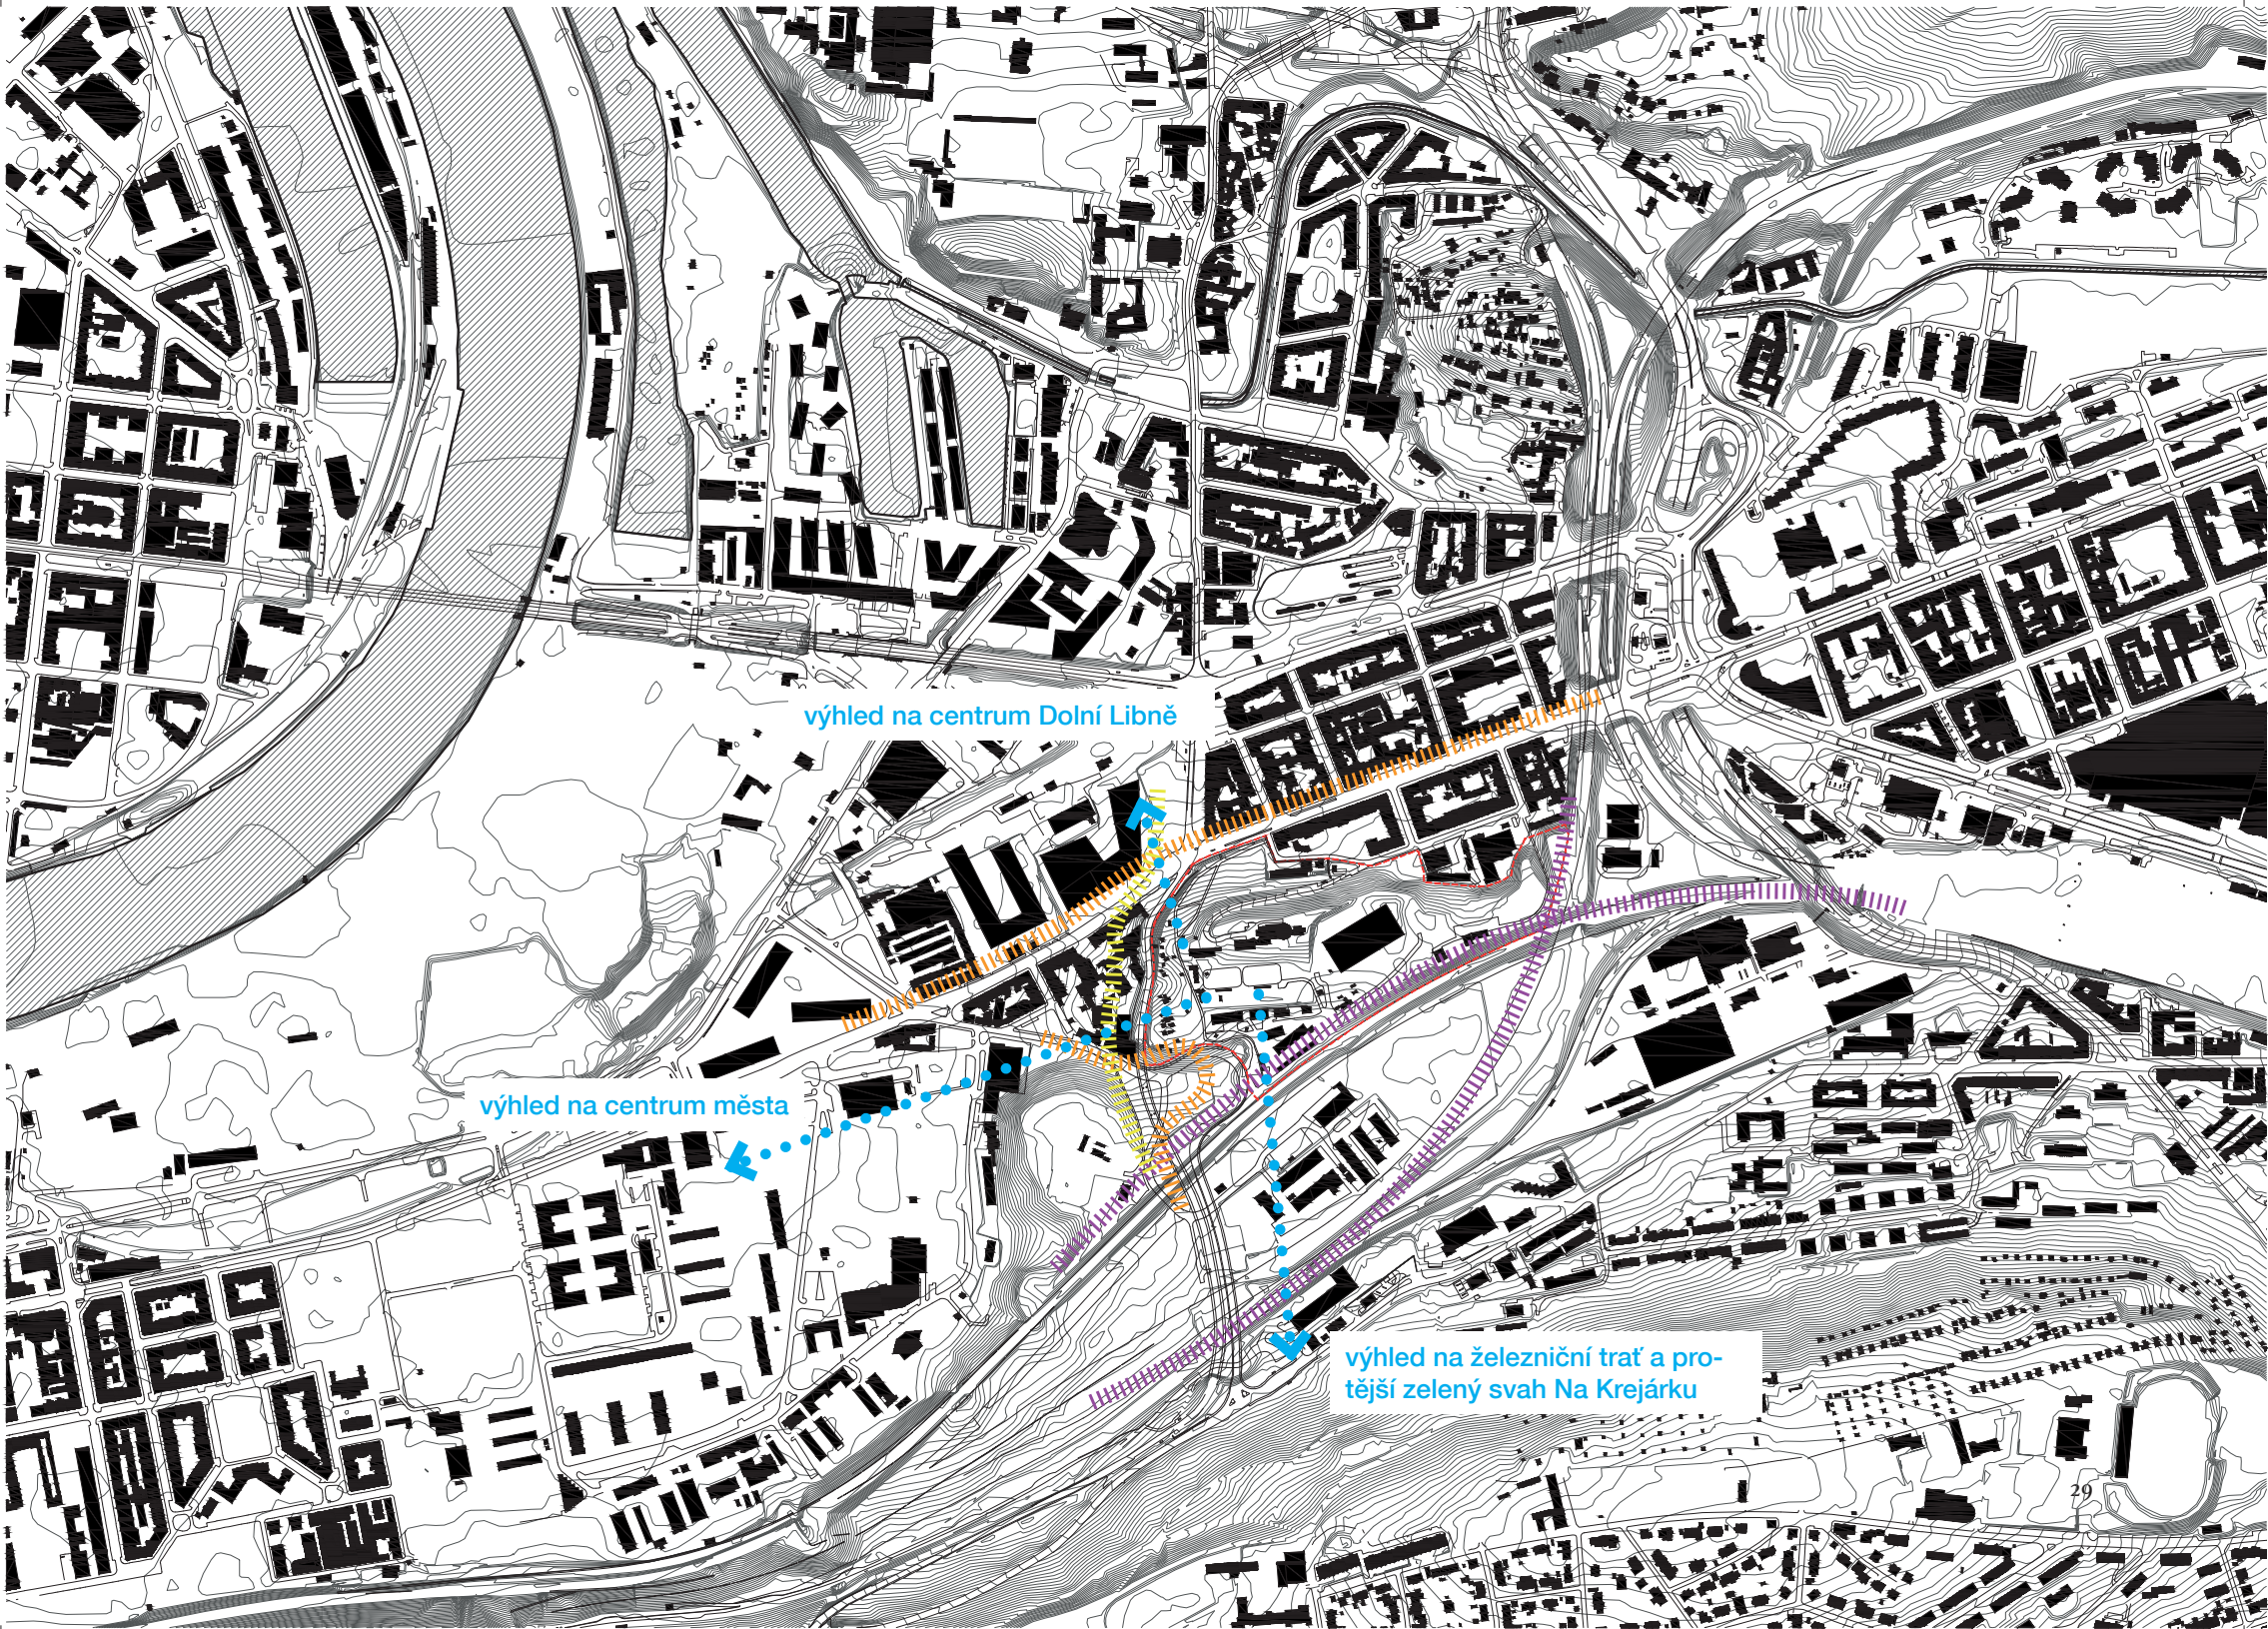 výhled na centrum Dolní Libně
výhled na centrum města
výhled na železniční trať a pro-
tější zelený svah Na Krejárku
29